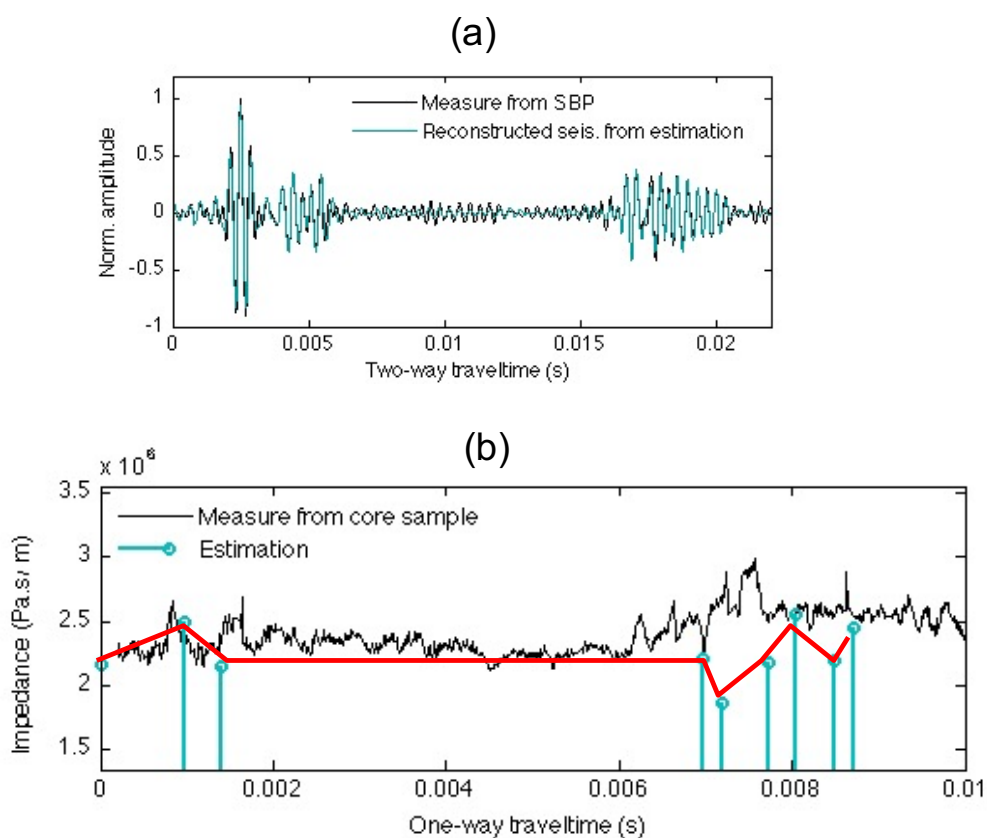 (a)
1
0.5
0
-0.5
-1
Norm. amplitude
Measure from SBP
Reconstructed seis. from estimation
0
0.005
0.01
0.015
0.02
Two-way traveltime (s)
(b)
x 10⁶
3.5
3
2.5
2
1.5
Impedance (Pa.s/ m)
Measure from core sample
Estimation
0
0.002
0.004
0.006
0.008
0.01
One-way traveltime (s)